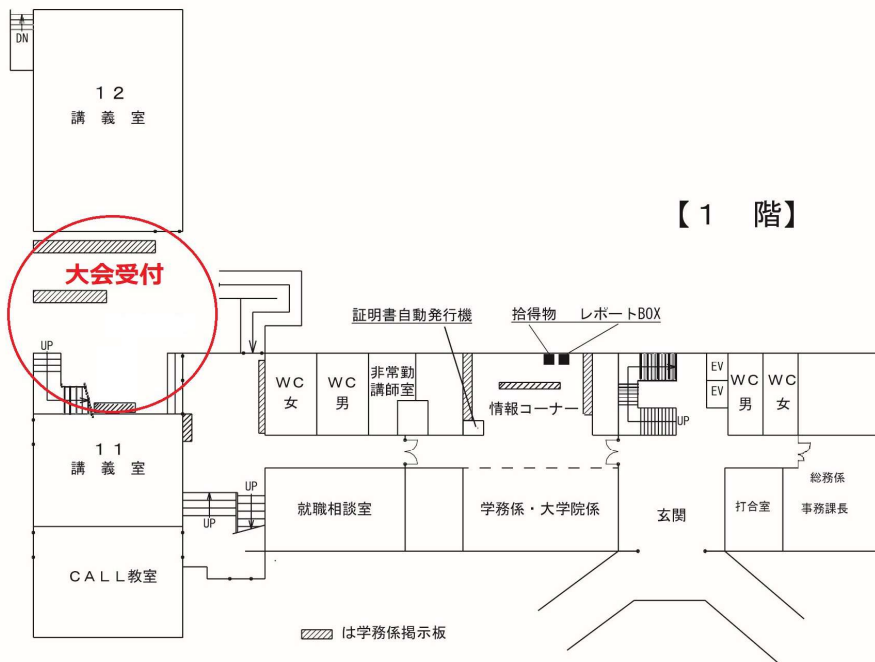 DN
12
講義室
【1 階】
大会受付
UP
証明書自動発行機
拾得物
レポートBOX
WC
女
WC
男
非常勤
講師室
情報コーナー
EV
EV
WC
男
WC
女
UP
11
講義室
UP
UP
就職相談室
学務係・大学院係
玄関
打合室
総務係
事務課長
CALL教室
は学務係掲示板